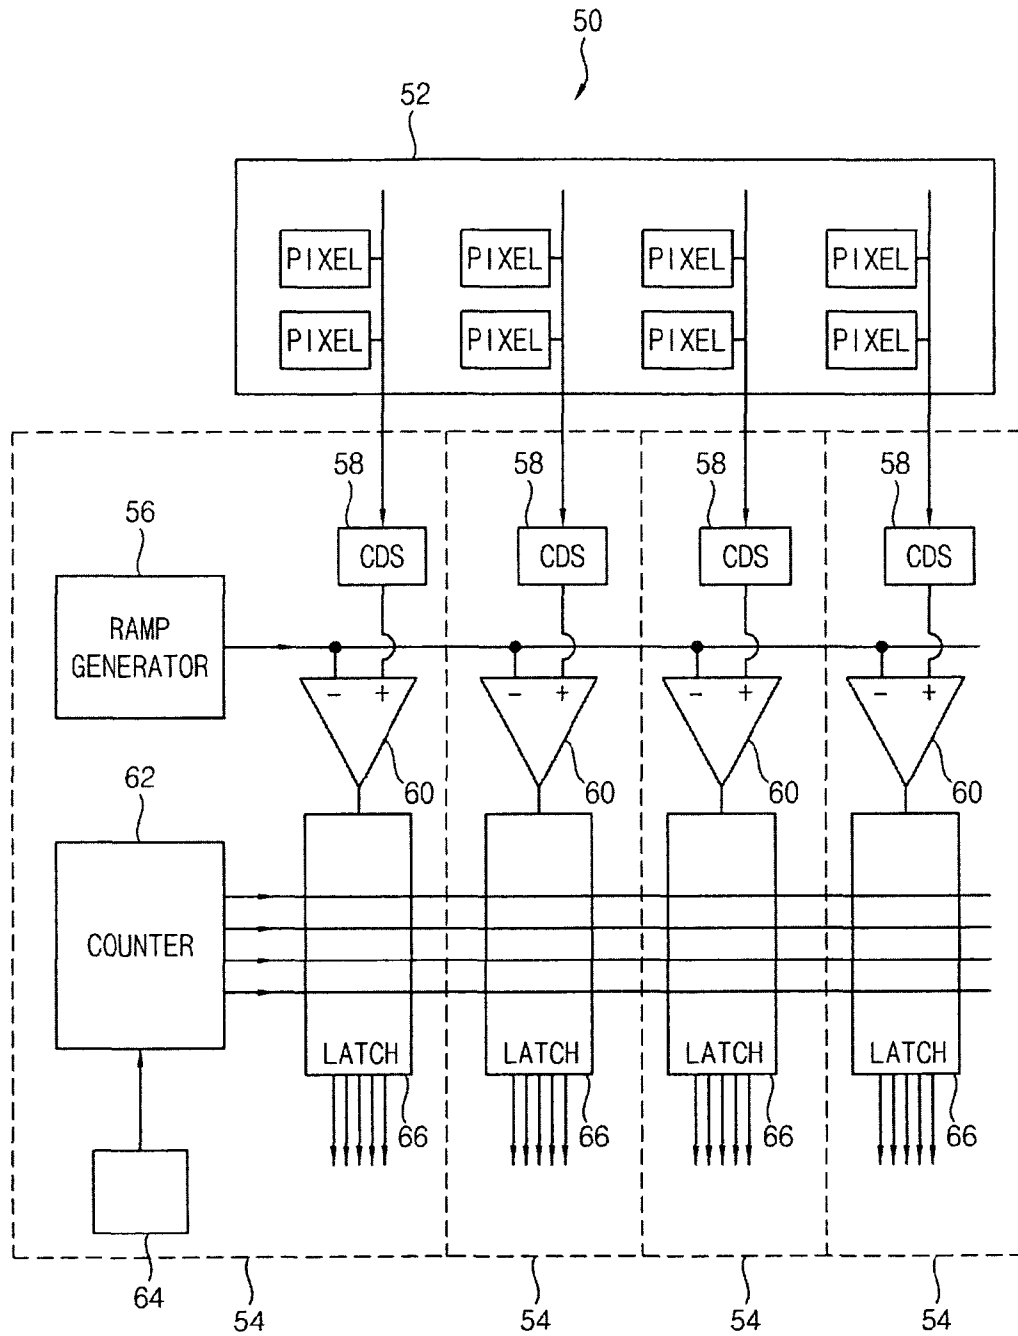 50
52
PIXEL PIXEL PIXEL PIXEL
PIXEL PIXEL PIXEL PIXEL
58 58 58 58
56
CDS CDS CDS CDS
RAMP
GENERATOR
- + - + - + - +
60 60 60 60
62
COUNTER
LATCH LATCH LATCH LATCH
66 66 66 66
64
54 54 54 54